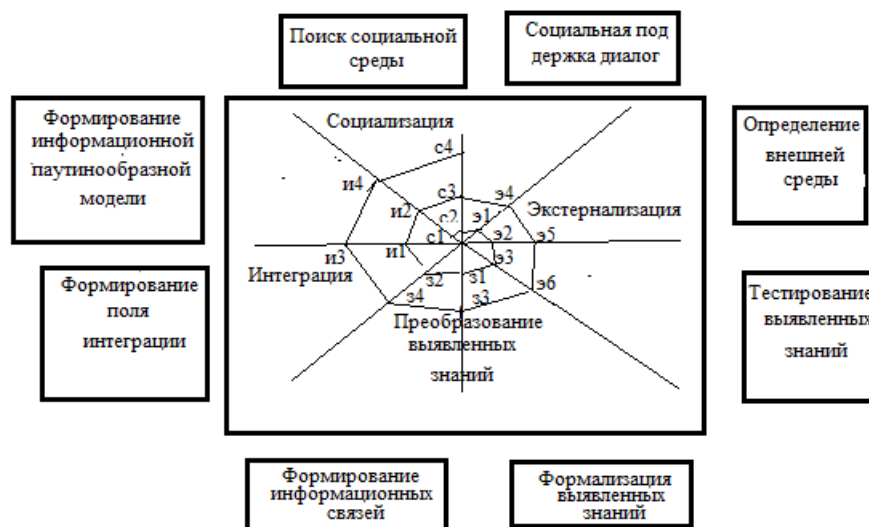 Поиск социальной
среды
Социальная под
держка диалог
Формирование
информационной
паутинообразной
модели
Определение
внешней
среды
Социализация
с4
и4
с3
э4
и2
с2
э1
Экстернализация
с1
э2
э5
и3
и1
э3
Интеграция
з2
з1
э6
з4
з3
Преобразование
выявленных
знаний
Формирование
поля
интеграции
Тестирование
выявленных
знаний
Формирование
информационных
связей
Формализация
выявленных
знаний